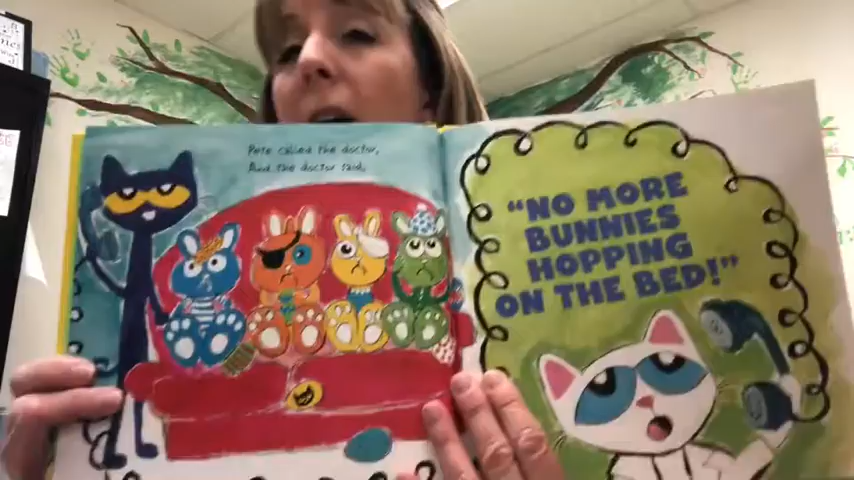 Pete called the doctor,
And the doctor said,
"NO MORE
BUNNIES
HOPPING
ON THE BED!"